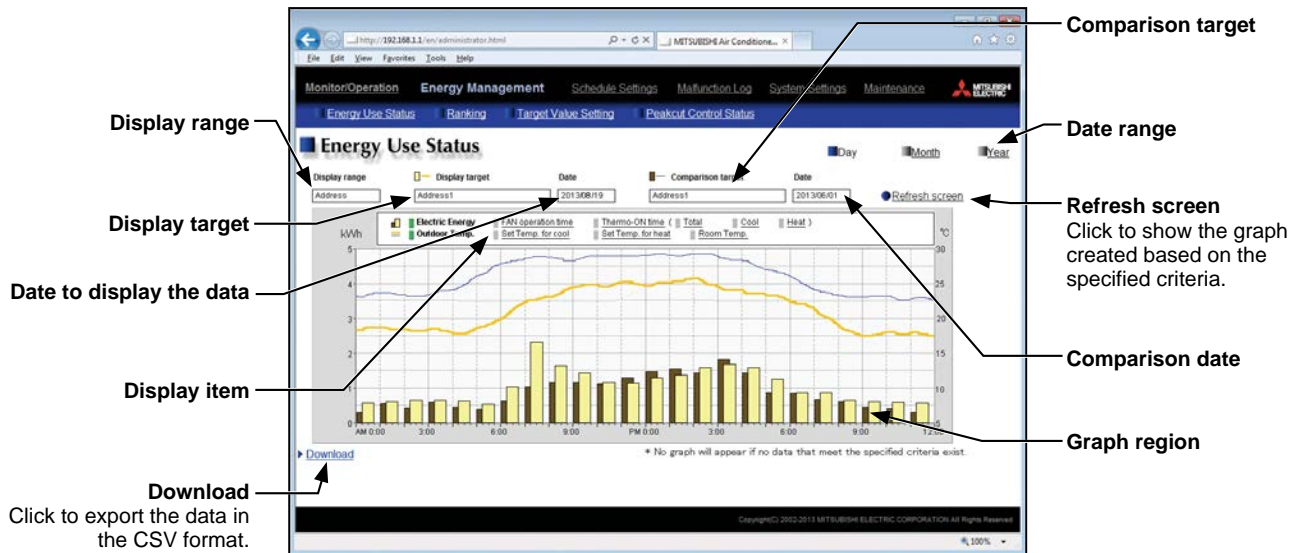 Comparison target
http://192.168.1.1/en/administrator.html
MITSUBISHI Air Conditione...
File Edit View Favorites Tools Help
Monitor/Operation Energy Management Schedule Settings Malfunction Log System Settings Maintenance MITSUBISHI ELECTRIC
Energy Use Status Ranking Target Value Setting Peakcut Control Status
Display range
Date range
Energy Use Status
Day Month Year
Display range Display target Date Comparison target Date
Address Address1 2013/08/19 Address1 2013/06/01 Refresh screen
Refresh screen
Click to show the graph
created based on the
specified criteria.
Display target
Electric Energy FAN operation time Thermo-ON time ( Total Cool Heat )
Outdoor Temp. Set Temp. for cool Set Temp. for heat Room Temp.
kWh °C
5 30
4 25
3 20
2 15
1 10
0 5
AM 0:00 3:00 6:00 9:00 PM 0:00 3:00 6:00 9:00 12:00
Date to display the data
Comparison date
Display item
Graph region
Download
* No graph will appear if no data that meet the specified criteria exist.
Download
Click to export the data in
the CSV format.
Copyright(C) 2002-2013 MITSUBISHI ELECTRIC CORPORATION All Rights Reserved
100%